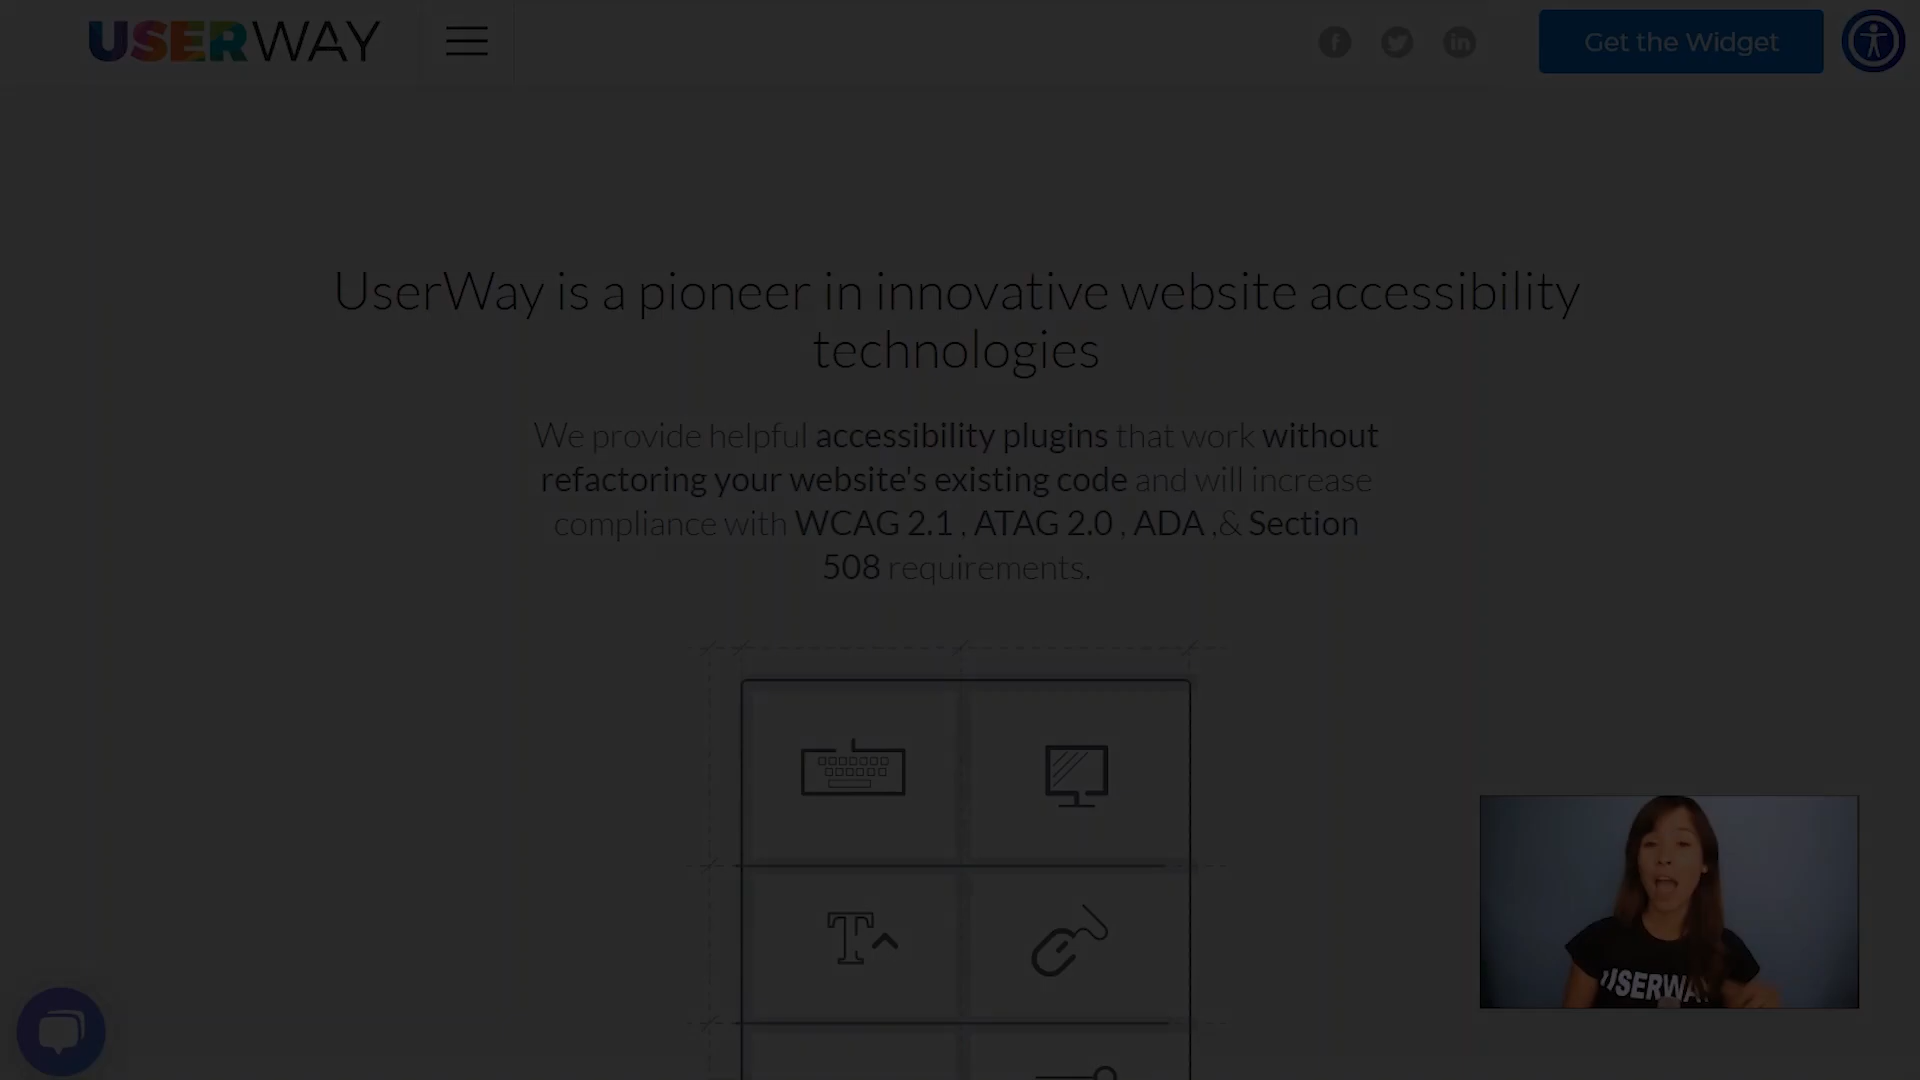 USERWAY
Get the Widget
UserWay is a pioneer in innovative website accessibility
technologies
We provide helpful accessibility plugins that work without
refactoring your website's existing code and will increase
compliance with WCAG 2.1 , ATAG 2.0 , ADA ,& Section
508 requirements.
USERWAY